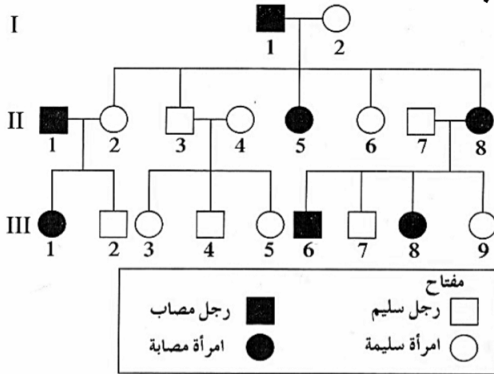 I
1 2
II
1 2 3 4 5 6 7 8
III
1 2 3 4 5 6 7 8 9
مفتاح
رجل سليم رجل مصاب
امرأة سليمة امرأة مصابة